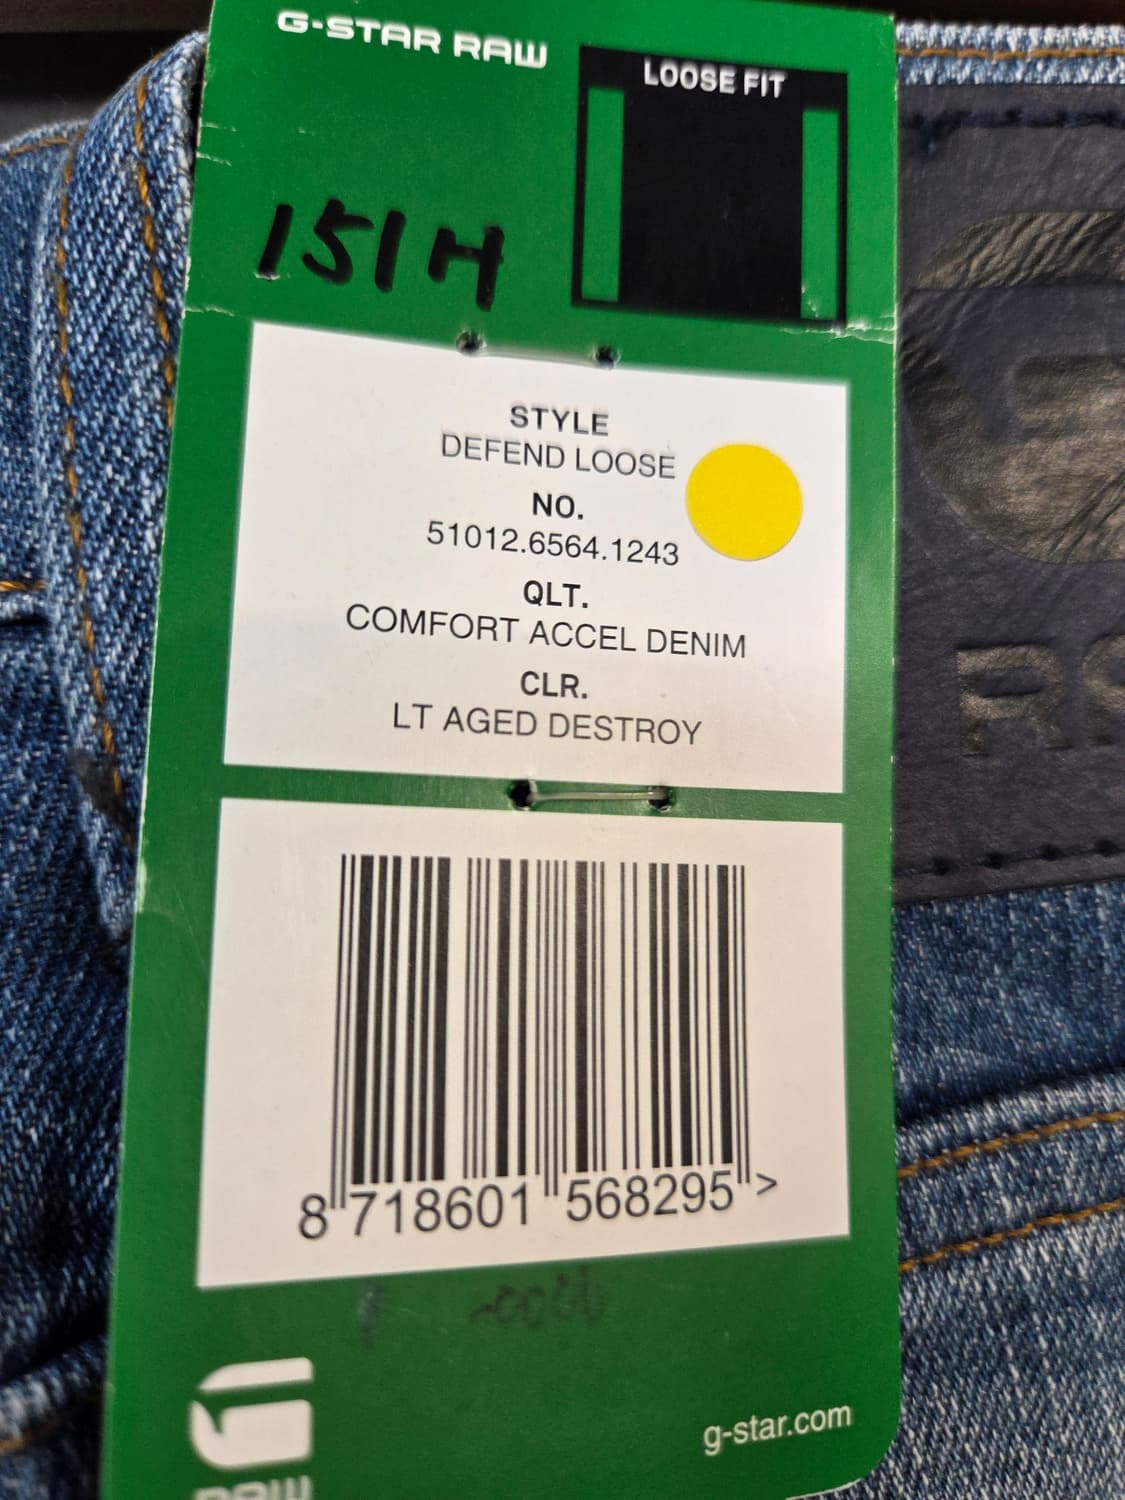 G-STAR RAW
LOOSE FIT
151H
STYLE
DEFEND LOOSE
NO.
51012.6564.1243
QLT.
COMFORT ACCEL DENIM
CLR.
LT AGED DESTROY
8 718601 568295 >
g-star.com
RAW